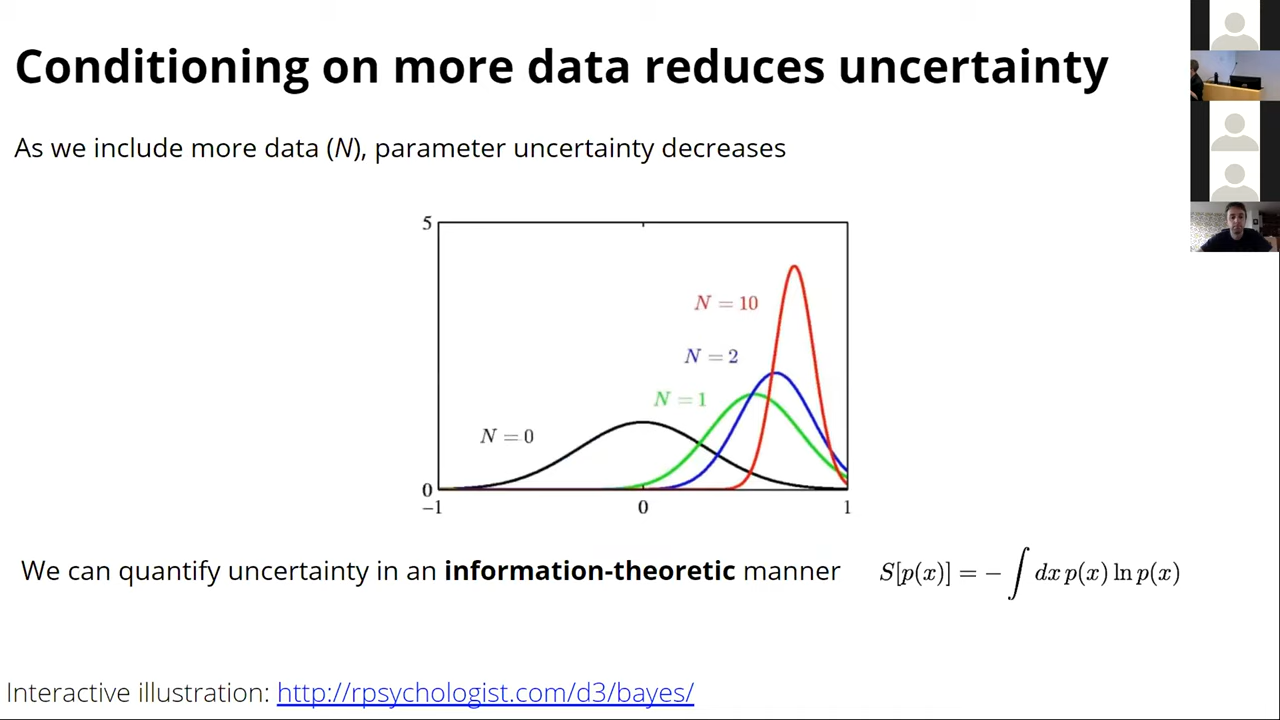 Conditioning on more data reduces uncertainty
As we include more data (N), parameter uncertainty decreases
5
N = 10
N = 2
N = 1
N = 0
0
−1 0 1
We can quantify uncertainty in an information-theoretic manner S[p(x)] = − ∫ dx p(x) ln p(x)
Interactive illustration: http://rpsychologist.com/d3/bayes/